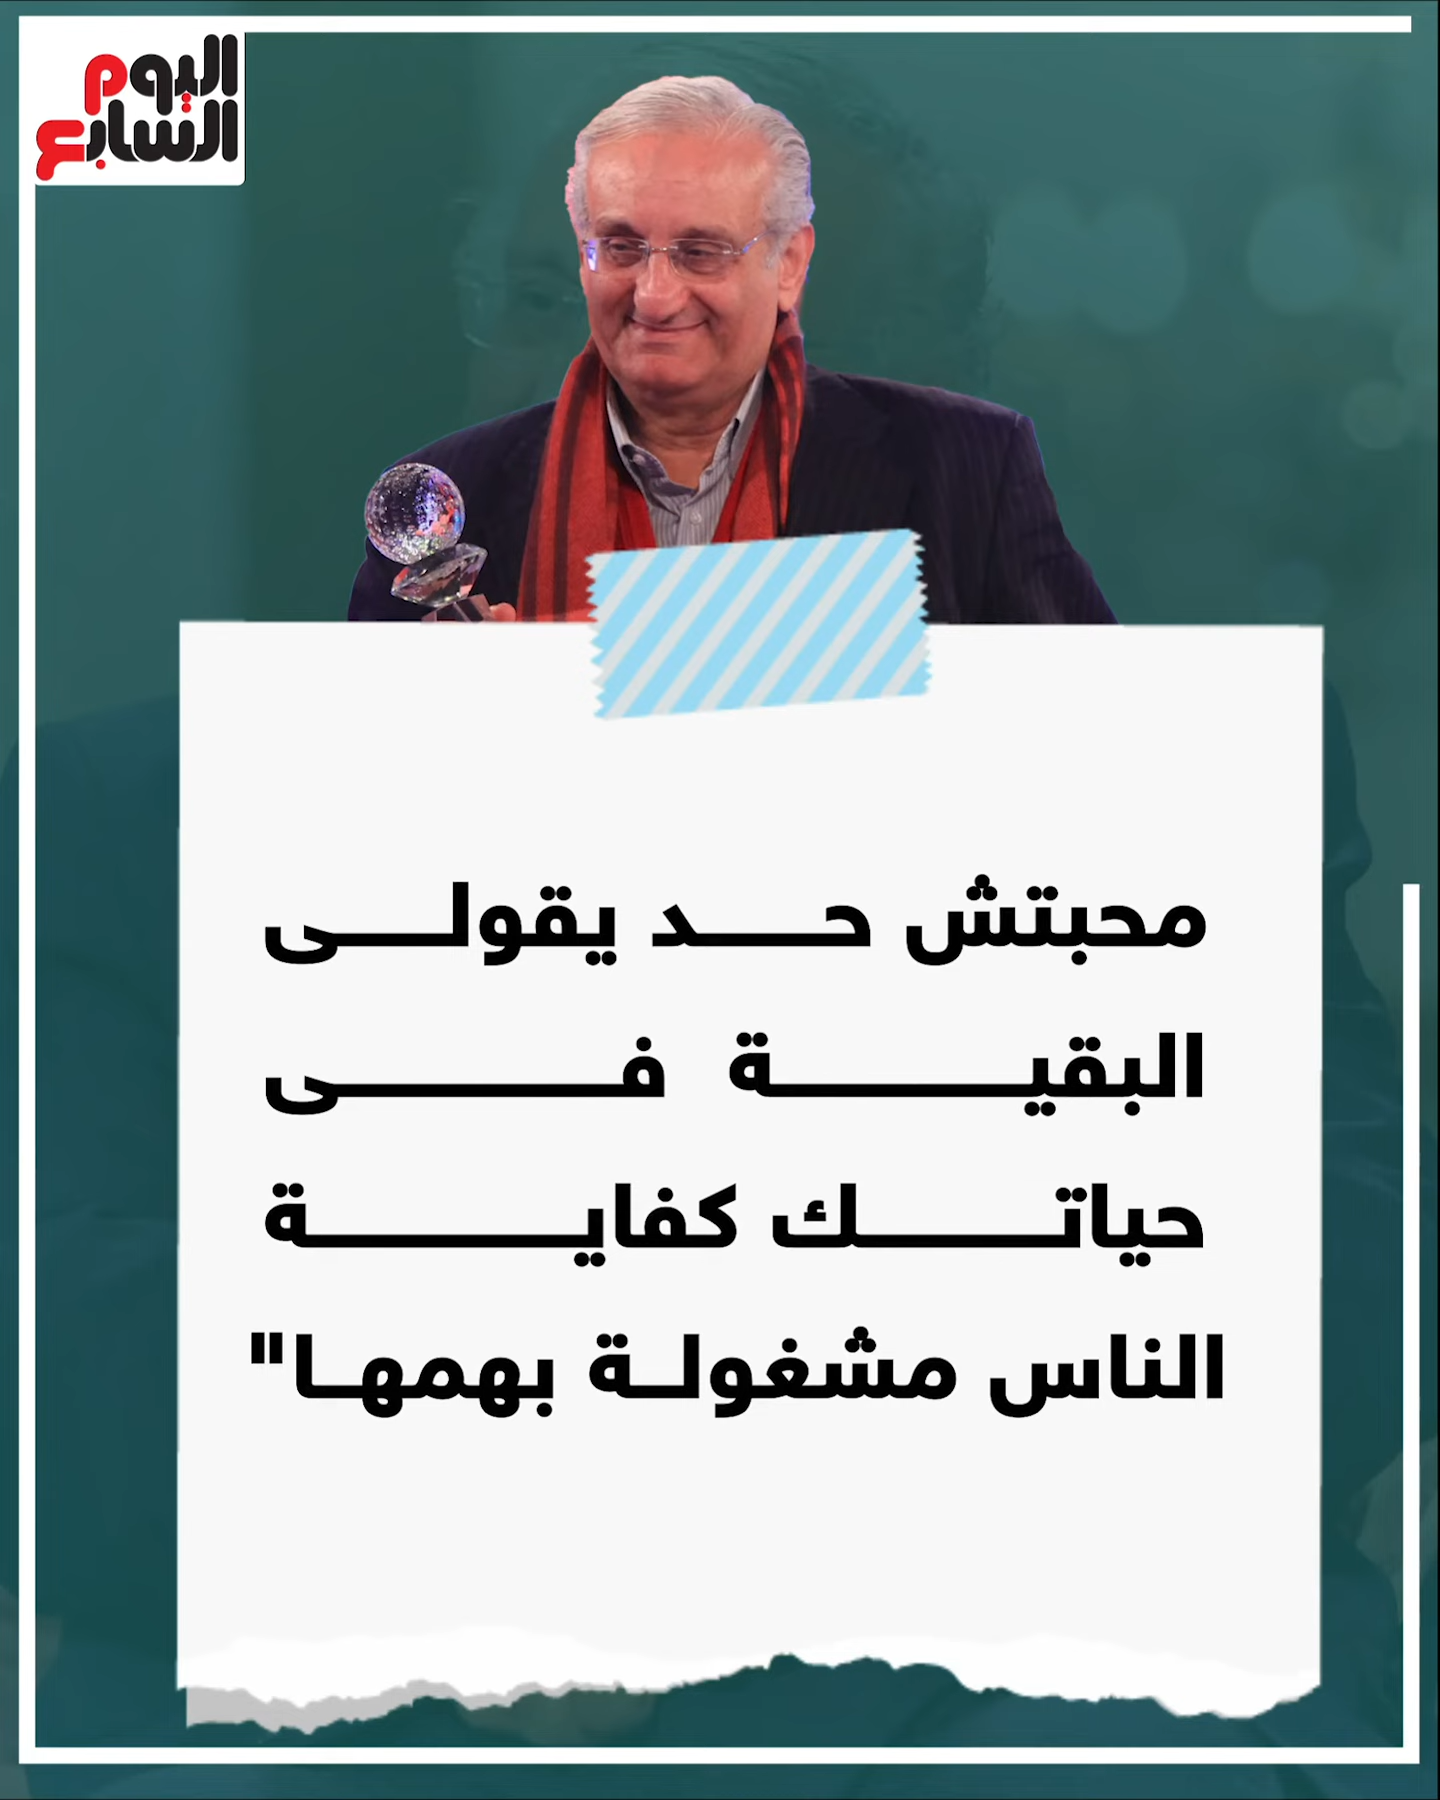 اليوم
السابع
محبتش حد يقولى
البقية فى
حياتك كفاية
الناس مشغولة بهمها"